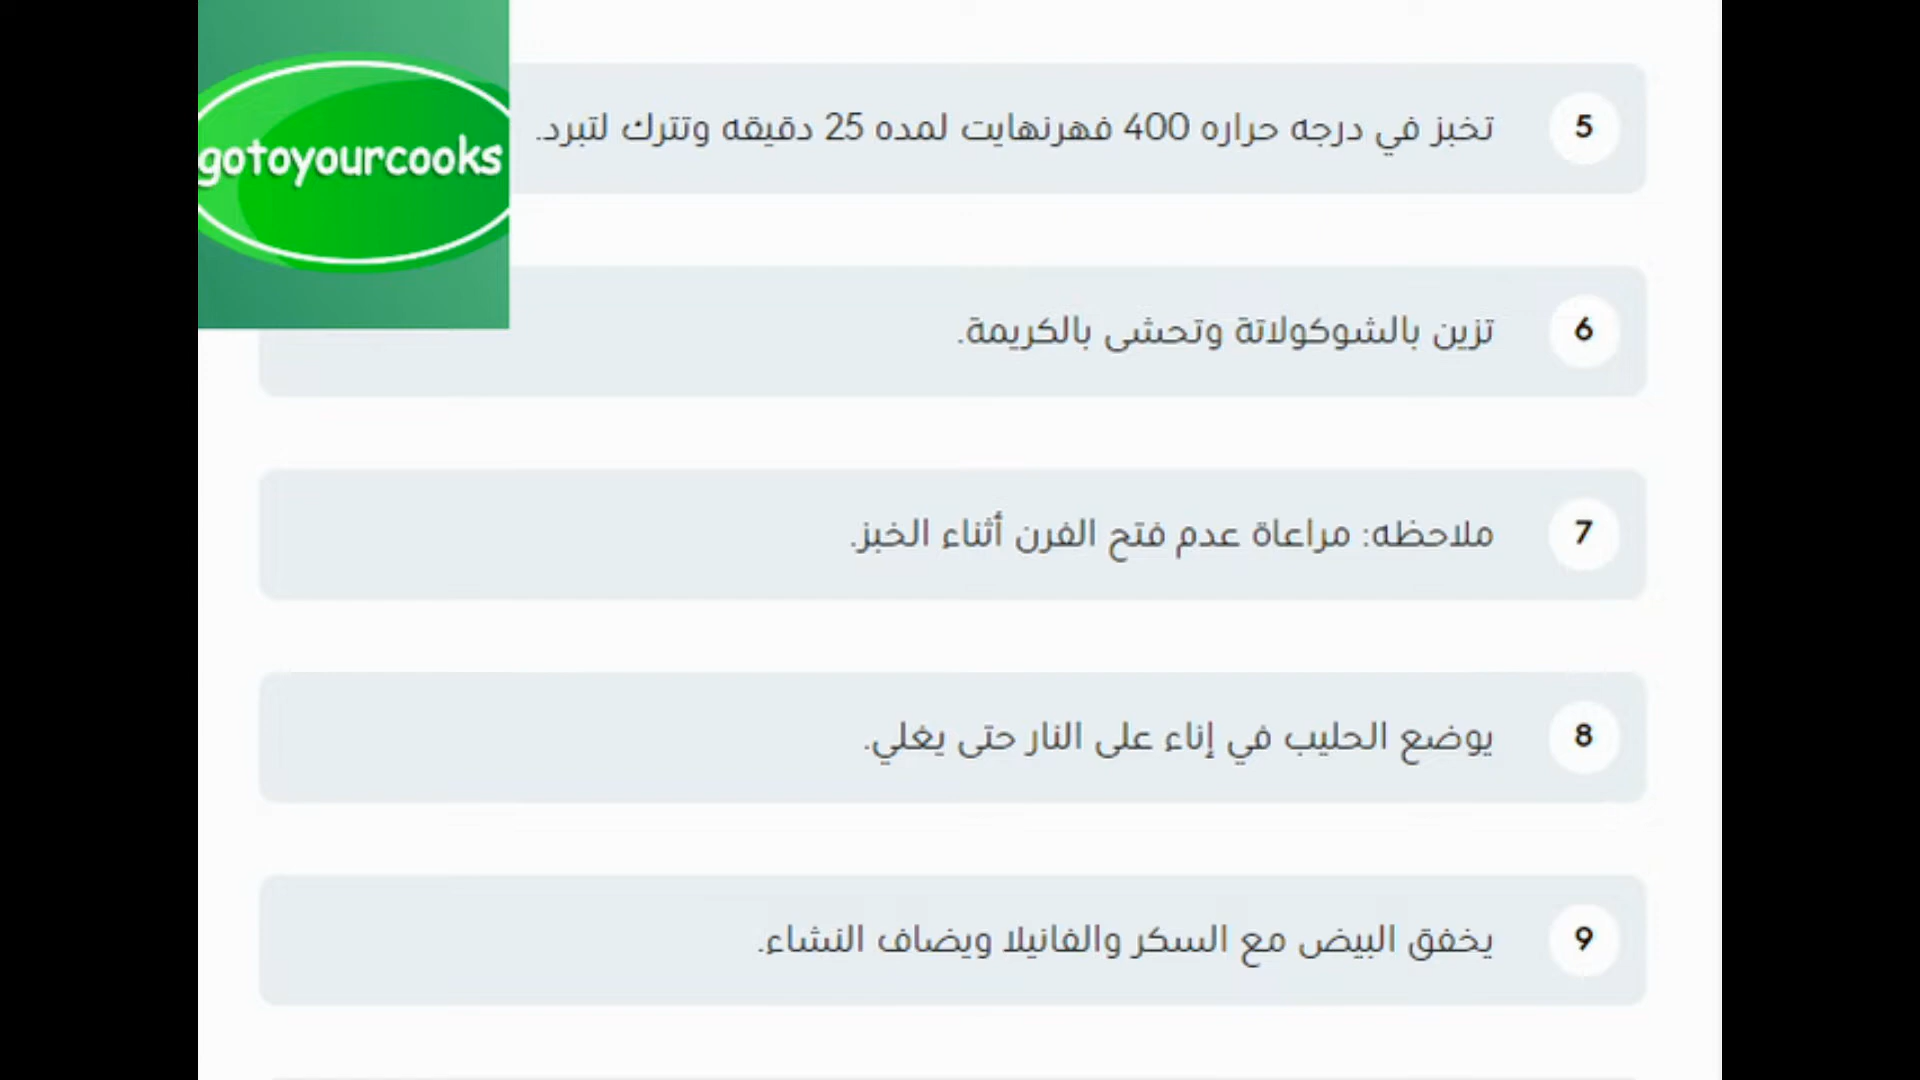 gotoyourcooks
5 تخبز في درجه حراره 400 فهرنهايت لمده 25 دقيقه وتترك لتبرد.
6 تزين بالشوكولاتة وتحشى بالكريمة.
7 ملاحظه: مراعاة عدم فتح الفرن أثناء الخبز.
8 يوضع الحليب في إناء على النار حتى يغلي.
9 يخفق البيض مع السكر والفانيلا ويضاف النشاء.